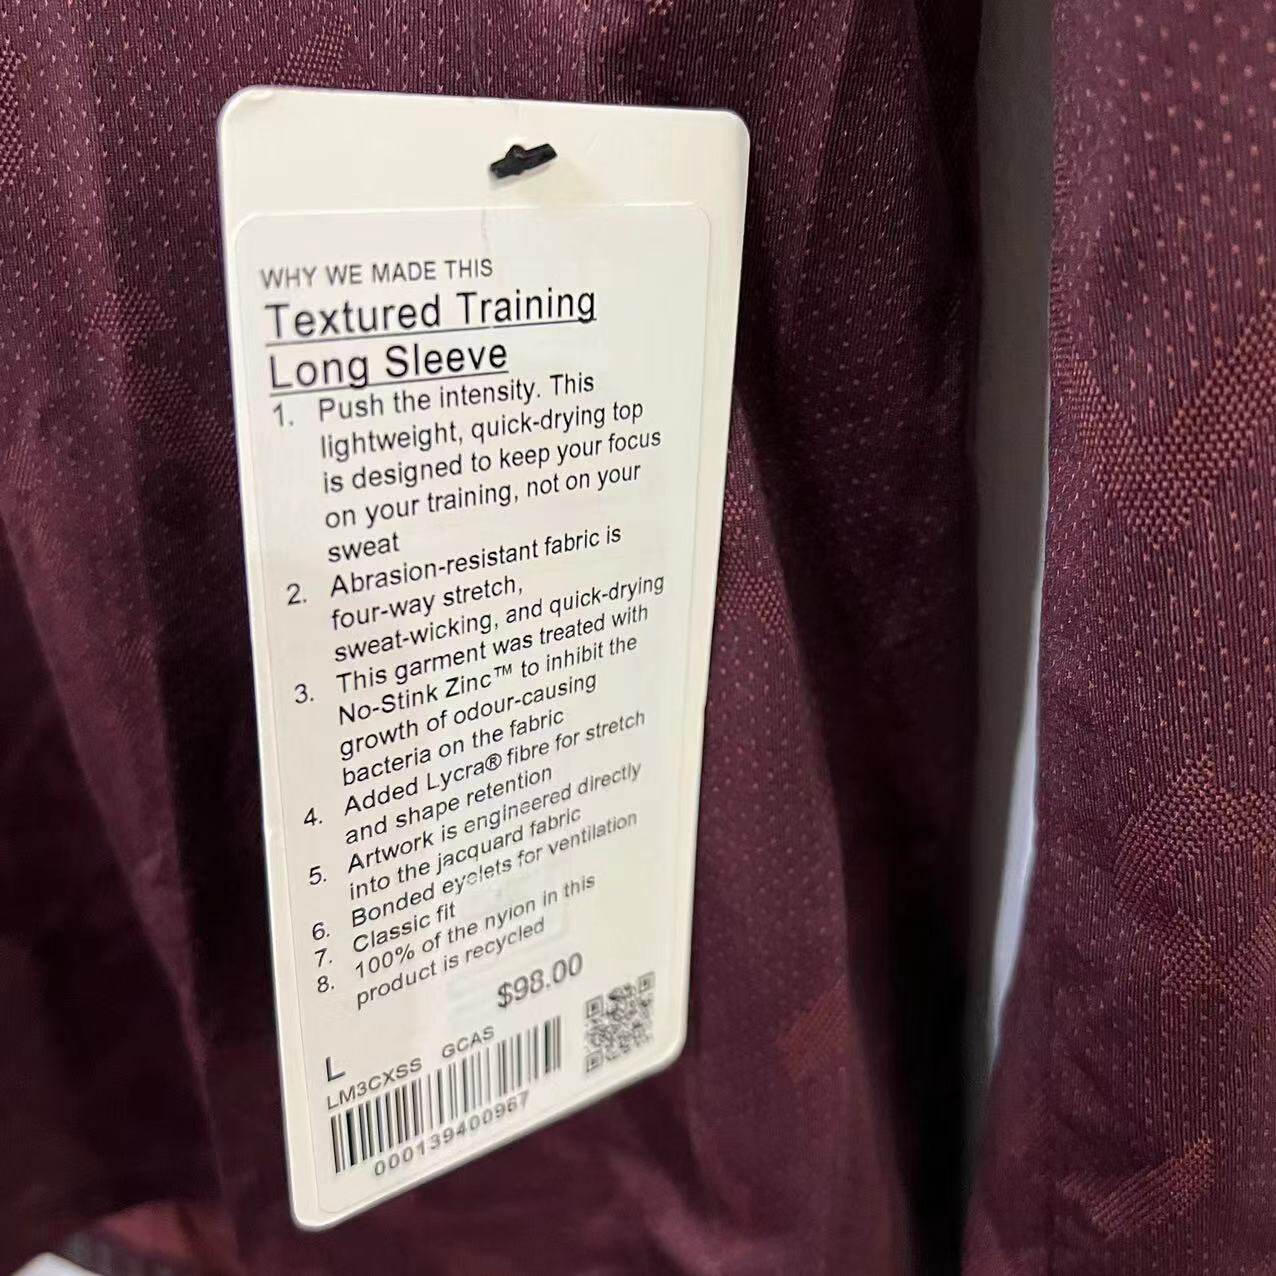 WHY WE MADE THIS
Textured Training
Long Sleeve
1. Push the intensity. This
lightweight, quick-drying top
is designed to keep your focus
on your training, not on your
sweat
2. Abrasion-resistant fabric is
four-way stretch,
sweat-wicking, and quick-drying
3. This garment was treated with
No-Stink Zinc™ to inhibit the
growth of odour-causing
bacteria on the fabric
4. Added Lycra® fibre for stretch
and shape retention
5. Artwork is engineered directly
into the jacquard fabric
6. Bonded eyelets for ventilation
7. Classic fit
8. 100% of the nylon in this
product is recycled
$98.00
L
LM3CXSS GCAS
000139400967